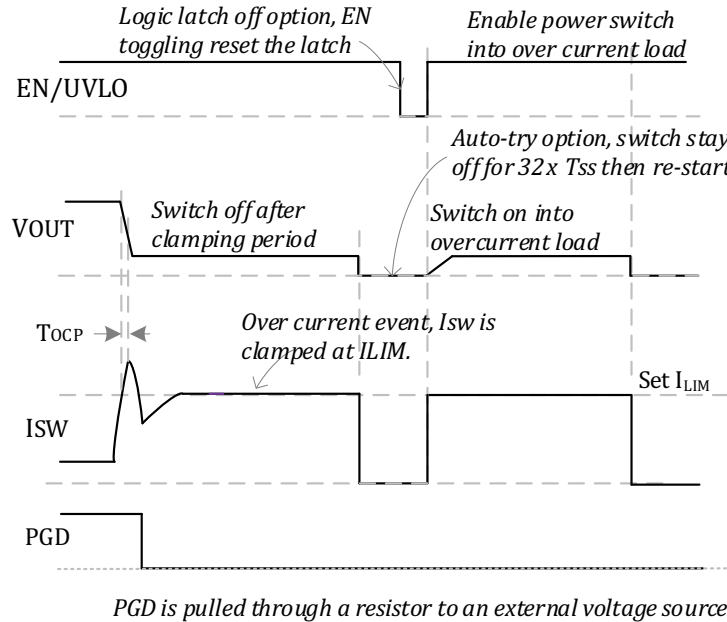 Logic latch off option, EN
toggling reset the latch
Enable power switch
into over current load
EN/UVLO
Auto-try option, switch stay
off for 32x Tss then re-start
VOUT
Switch off after
clamping period
Switch on into
overcurrent load
TOCP
Over current event, Isw is
clamped at ILIM.
Set ILIM
ISW
PGD
PGD is pulled through a resistor to an external voltage source